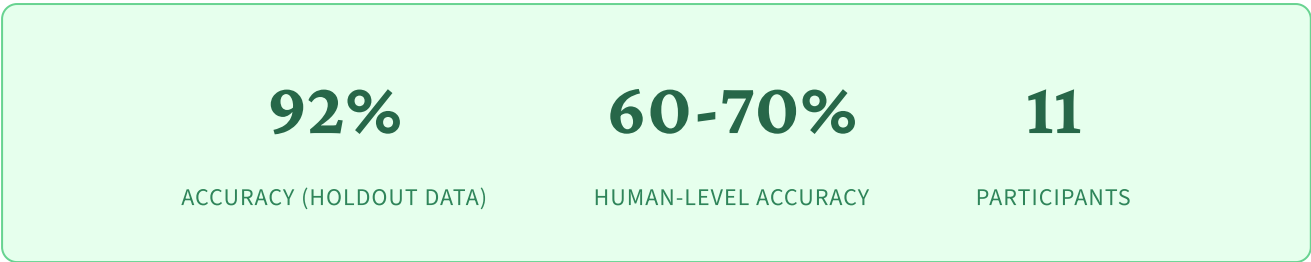 92% 60-70% 11
ACCURACY (HOLDOUT DATA) HUMAN-LEVEL ACCURACY PARTICIPANTS